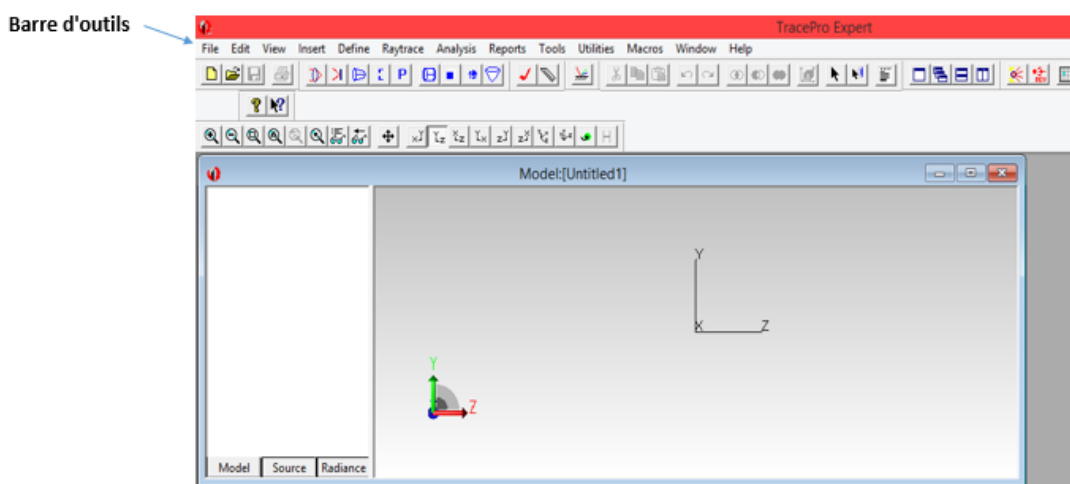 Barre d'outils
TracePro Expert
File Edit View Insert Define Raytrace Analysis Reports Tools Utilities Macros Window Help
P
Model:[Untitled1]
Y
X Z
Y
Z
Model Source Radiance